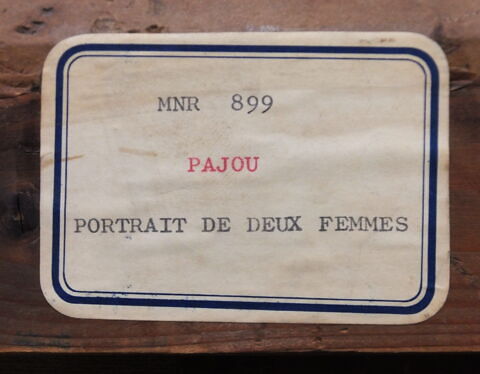 MNR 899
PAJOU
PORTRAIT DE DEUX FEMMES